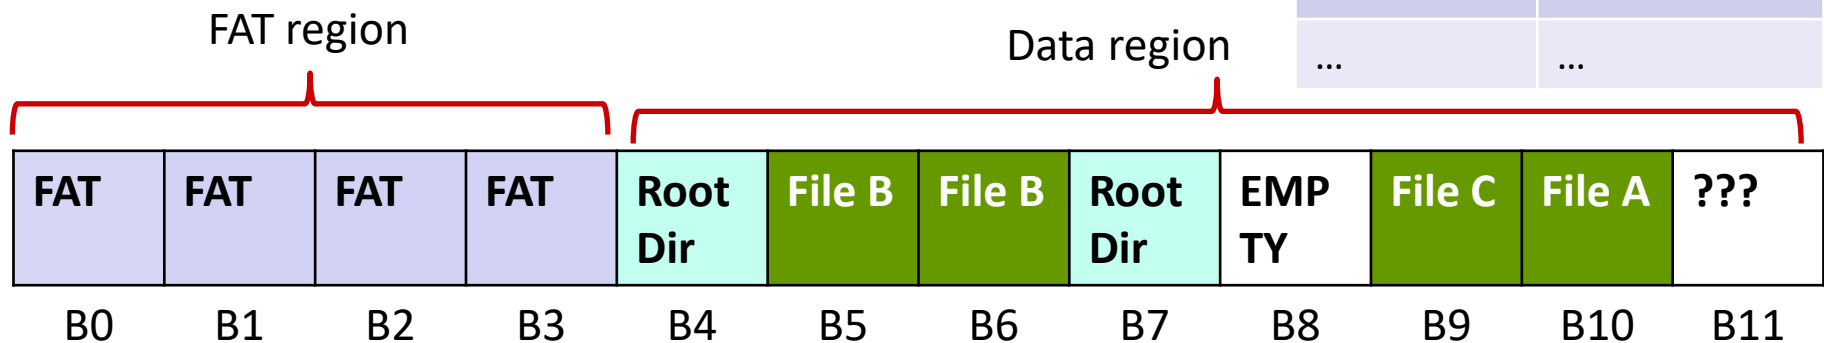 FAT region
Data region
… …
FAT FAT FAT FAT Root Dir File B File B Root Dir EMP TY File C File A ???
B0 B1 B2 B3 B4 B5 B6 B7 B8 B9 B10 B11